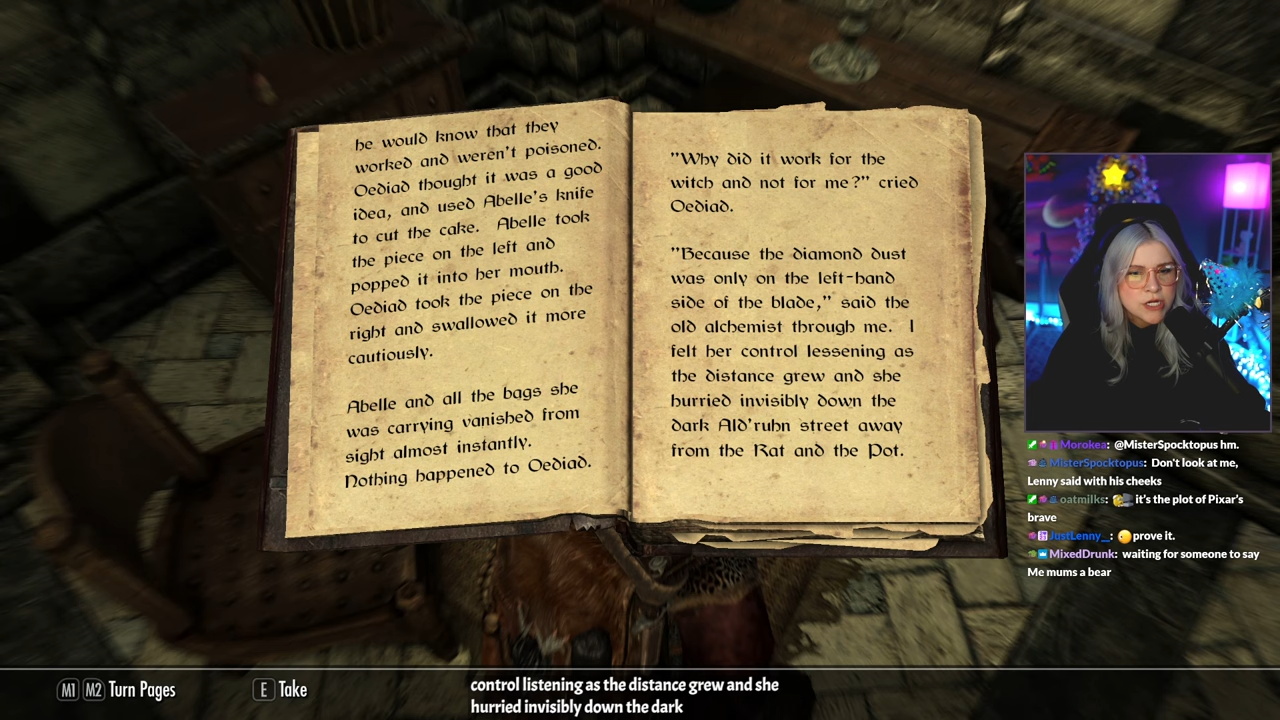 he would know that they
worked and weren't poisoned.
Oediad thought it was a good
idea, and used Abelle's knife
to cut the cake. Abelle took
the piece on the left and
popped it into her mouth.
Oediad took the piece on the
right and swallowed it more
cautiously.
Abelle and all the bags she
was carrying vanished from
sight almost instantly.
Nothing happened to Oediad.
"Why did it work for the
witch and not for me?" cried
Oediad.
"Because the diamond dust
was only on the left-hand
side of the blade," said the
old alchemist through me. I
felt her control lessening as
the distance grew and she
hurried invisibly down the
dark Ald'ruhn street away
from the Rat and the Pot.
Morokea: @MisterSpocktopus hm.
MisterSpocktopus: Don't look at me,
Lenny said with his cheeks
oatmilks: it's the plot of Pixar's
brave
JustLenny__: prove it.
MixedDrunk: waiting for someone to say
Me mums a bear
M1 M2 Turn Pages
E Take
control listening as the distance grew and she
hurried invisibly down the dark